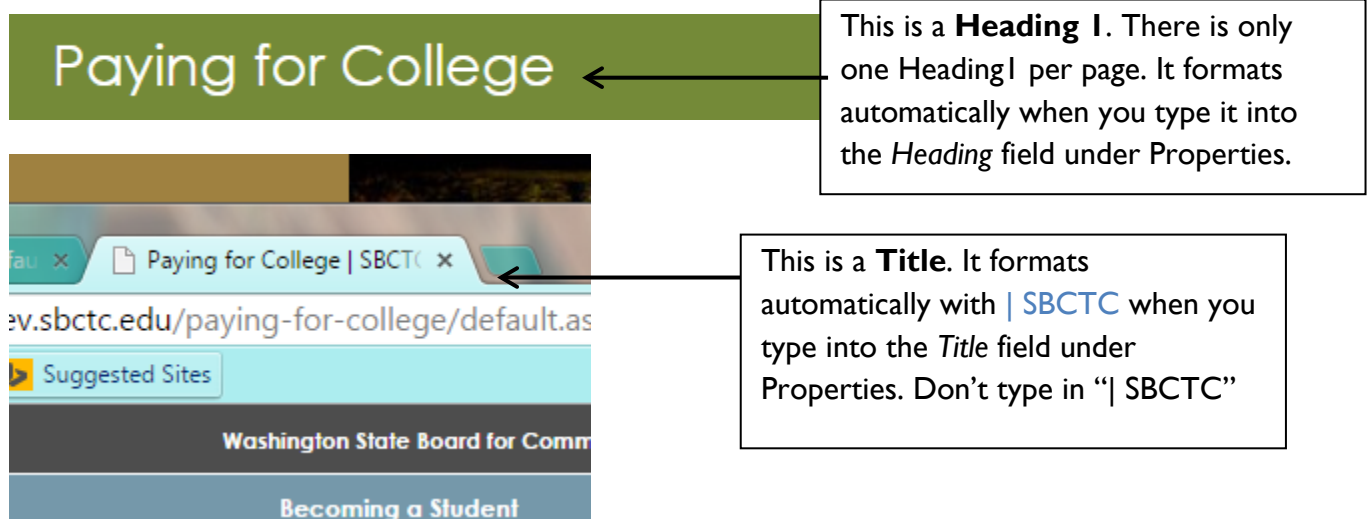 Paying for College
This is a Heading 1. There is only
one Heading1 per page. It formats
automatically when you type it into
the Heading field under Properties.
fau
Paying for College | SBCT
ev.sbctc.edu/paying-for-college/default.as
Suggested Sites
Washington State Board for Comm
Becoming a Student
This is a Title. It formats
automatically with | SBCTC when you
type into the Title field under
Properties. Don’t type in “| SBCTC”